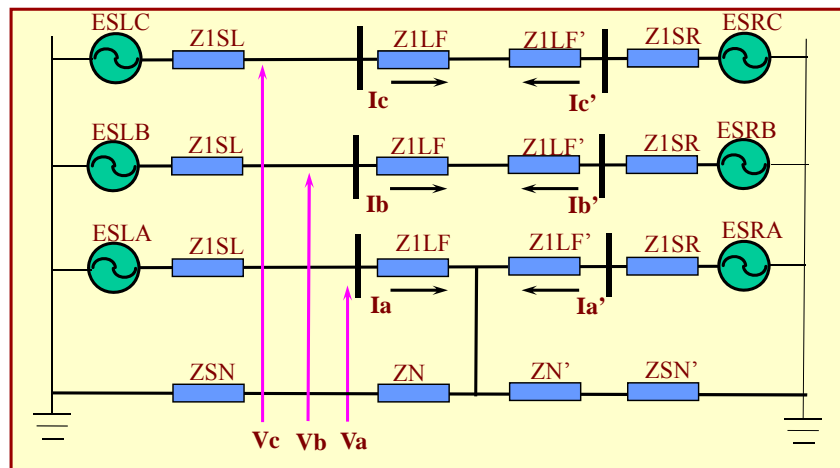 ESLC Z1SL Z1LF Z1LF’ Z1SR ESRC
Ic Ic’
ESLB Z1SL Z1LF Z1LF’ Z1SR ESRB
Ib Ib’
ESLA Z1SL Z1LF Z1LF’ Z1SR ESRA
Ia Ia’
ZSN ZN ZN’ ZSN’
Vc Vb Va